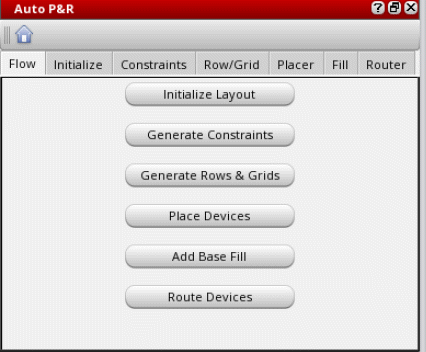 Auto P&R
Flow Initialize Constraints Row/Grid Placer Fill Router
Initialize Layout
Generate Constraints
Generate Rows & Grids
Place Devices
Add Base Fill
Route Devices